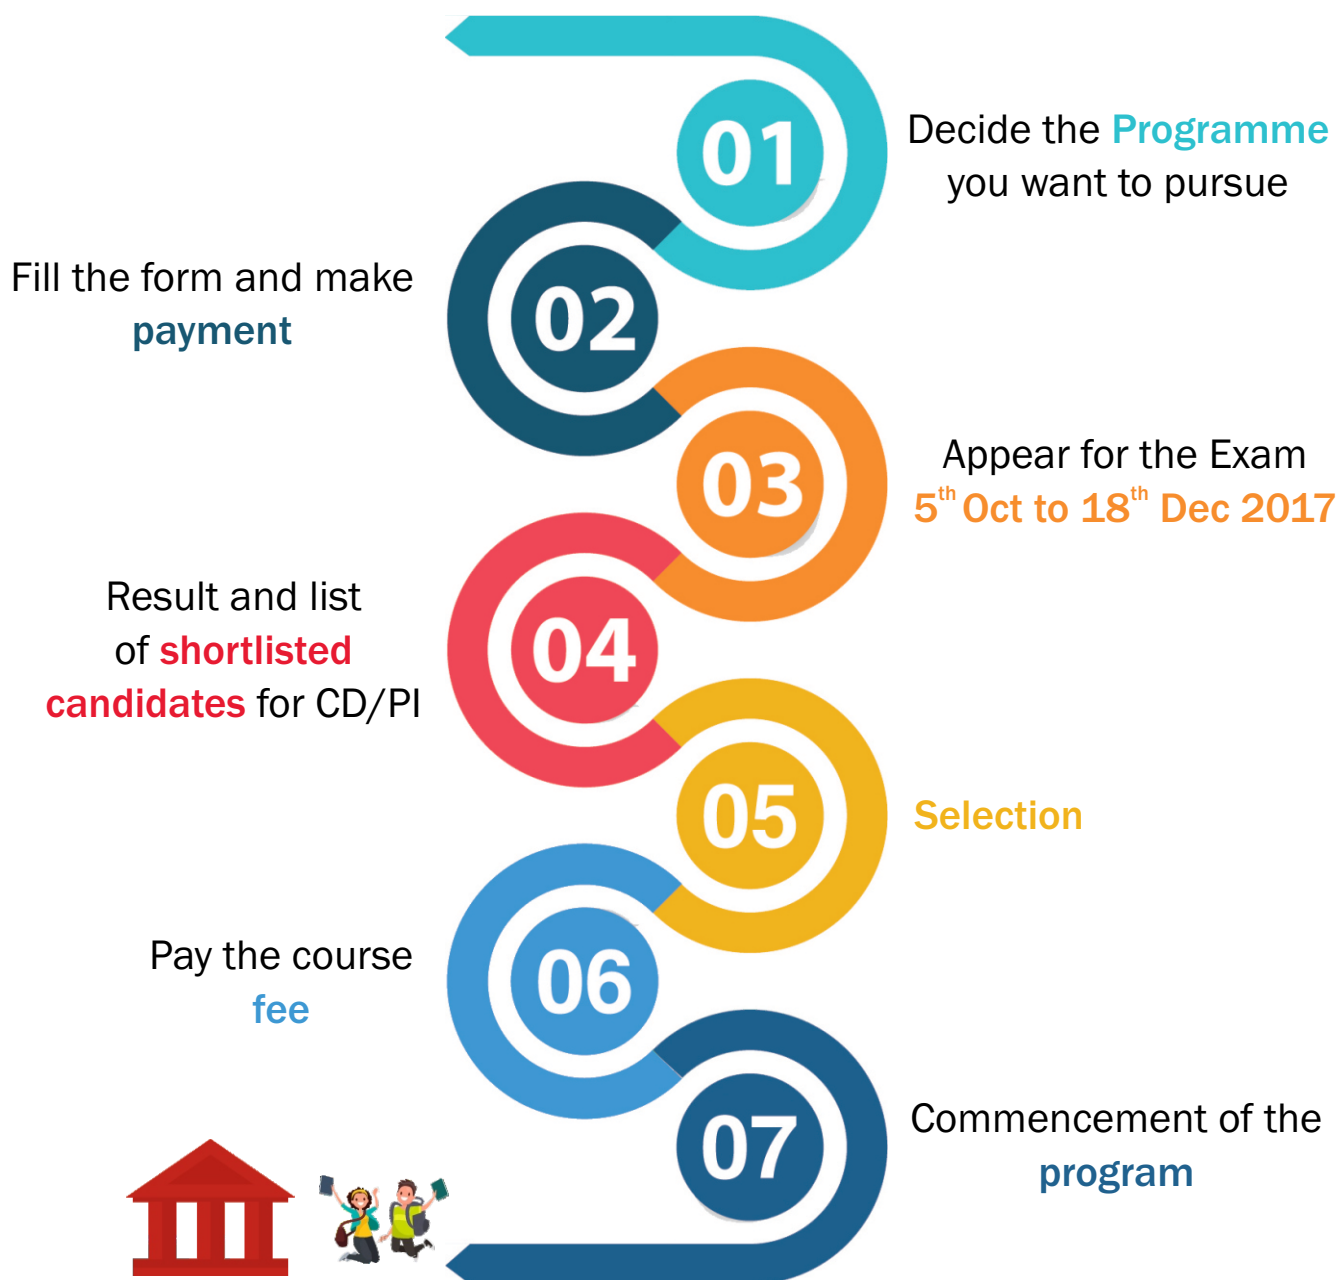 01
Decide the Programme
you want to pursue
02
Fill the form and make
payment
03
Appear for the Exam
5th Oct to 18th Dec 2017
04
Result and list
of shortlisted
candidates for CD/PI
05
Selection
06
Pay the course
fee
07
Commencement of the
program